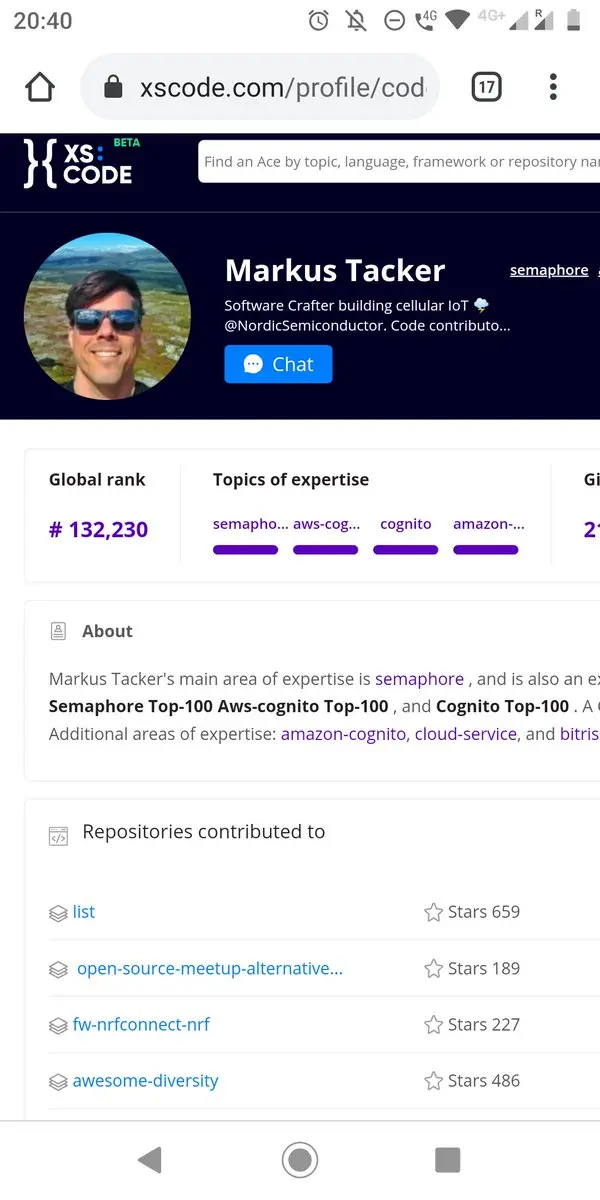 20:40
4G 4G+ R
xscode.com/profile/cod
17
XS: BETA
CODE
Find an Ace by topic, language, framework or repository na
Markus Tacker
semaphore
Software Crafter building cellular IoT 🌩
@NordicSemiconductor. Code contributo...
Chat
Global rank
Topics of expertise
Gi
# 132,230
semapho... aws-cog... cognito amazon-...
About
Markus Tacker's main area of expertise is semaphore , and is also an ex
Semaphore Top-100 Aws-cognito Top-100 , and Cognito Top-100 . A
Additional areas of expertise: amazon-cognito, cloud-service, and bitris
Repositories contributed to
list Stars 659
open-source-meetup-alternative... Stars 189
fw-nrfconnect-nrf Stars 227
awesome-diversity Stars 486